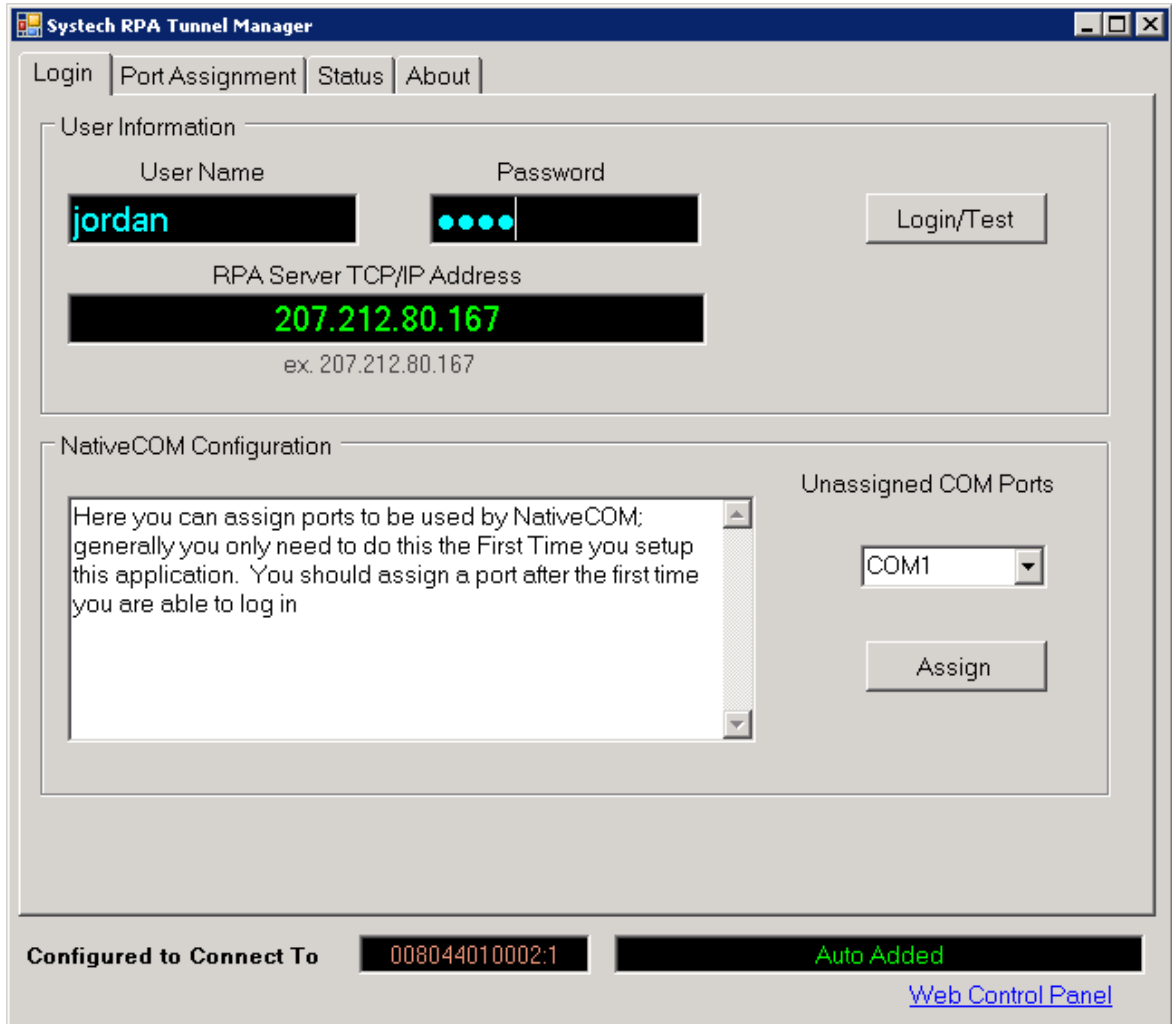 Systech RPA Tunnel Manager
Login Port Assignment Status About
User Information
User Name Password
jordan ●●●● Login/Test
RPA Server TCP/IP Address
207.212.80.167
ex. 207.212.80.167
NativeCOM Configuration
Unassigned COM Ports
Here you can assign ports to be used by NativeCOM;
generally you only need to do this the First Time you setup
this application. You should assign a port after the first time
you are able to log in
COM1
Assign
Configured to Connect To 008044010002:1 Auto Added
Web Control Panel